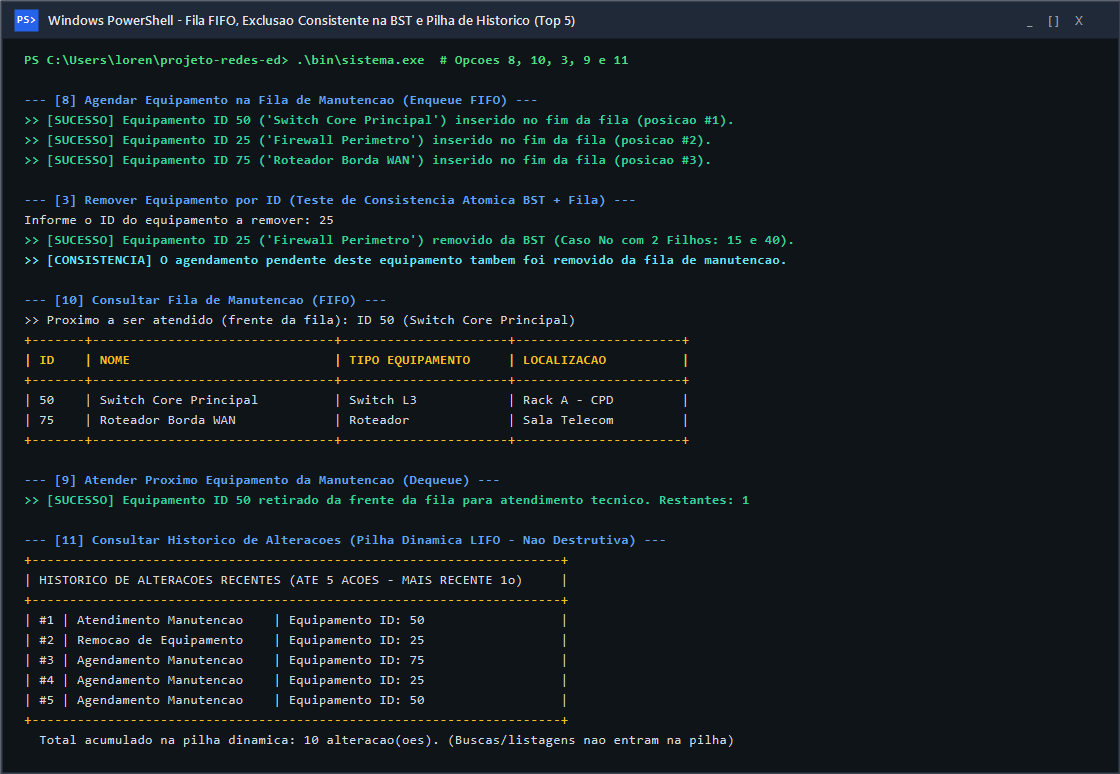 PS> Windows PowerShell - Fila FIFO, Exclusao Consistente na BST e Pilha de Historico (Top 5) _ [] X
PS C:\Users\loren\projeto-redes-ed> .\bin\sistema.exe  # Opcoes 8, 10, 3, 9 e 11
--- [8] Agendar Equipamento na Fila de Manutencao (Enqueue FIFO) ---
>> [SUCESSO] Equipamento ID 50 ('Switch Core Principal') inserido no fim da fila (posicao #1).
>> [SUCESSO] Equipamento ID 25 ('Firewall Perimetro') inserido no fim da fila (posicao #2).
>> [SUCESSO] Equipamento ID 75 ('Roteador Borda WAN') inserido no fim da fila (posicao #3).
--- [3] Remover Equipamento por ID (Teste de Consistencia Atomica BST + Fila) ---
Informe o ID do equipamento a remover: 25
>> [SUCESSO] Equipamento ID 25 ('Firewall Perimetro') removido da BST (Caso No com 2 Filhos: 15 e 40).
>> [CONSISTENCIA] O agendamento pendente deste equipamento tambem foi removido da fila de manutencao.
--- [10] Consultar Fila de Manutencao (FIFO) ---
>> Proximo a ser atendido (frente da fila): ID 50 (Switch Core Principal)
+-------+--------------------------------+----------------------+----------------------+
| ID    | NOME                           | TIPO EQUIPAMENTO     | LOCALIZACAO          |
+-------+--------------------------------+----------------------+----------------------+
| 50    | Switch Core Principal          | Switch L3            | Rack A - CPD         |
| 75    | Roteador Borda WAN             | Roteador             | Sala Telecom         |
+-------+--------------------------------+----------------------+----------------------+
--- [9] Atender Proximo Equipamento da Manutencao (Dequeue) ---
>> [SUCESSO] Equipamento ID 50 retirado da frente da fila para atendimento tecnico. Restantes: 1
--- [11] Consultar Historico de Alteracoes (Pilha Dinamica LIFO - Nao Destrutiva) ---
+----------------------------------------------------------------------+
| HISTORICO DE ALTERACOES RECENTES (ATE 5 ACOES - MAIS RECENTE 1o)     |
+----------------------------------------------------------------------+
| #1 | Atendimento Manutencao    | Equipamento ID: 50                  |
| #2 | Remocao de Equipamento    | Equipamento ID: 25                  |
| #3 | Agendamento Manutencao    | Equipamento ID: 75                  |
| #4 | Agendamento Manutencao    | Equipamento ID: 25                  |
| #5 | Agendamento Manutencao    | Equipamento ID: 50                  |
+----------------------------------------------------------------------+
Total acumulado na pilha dinamica: 10 alteracao(oes). (Buscas/listagens nao entram na pilha)